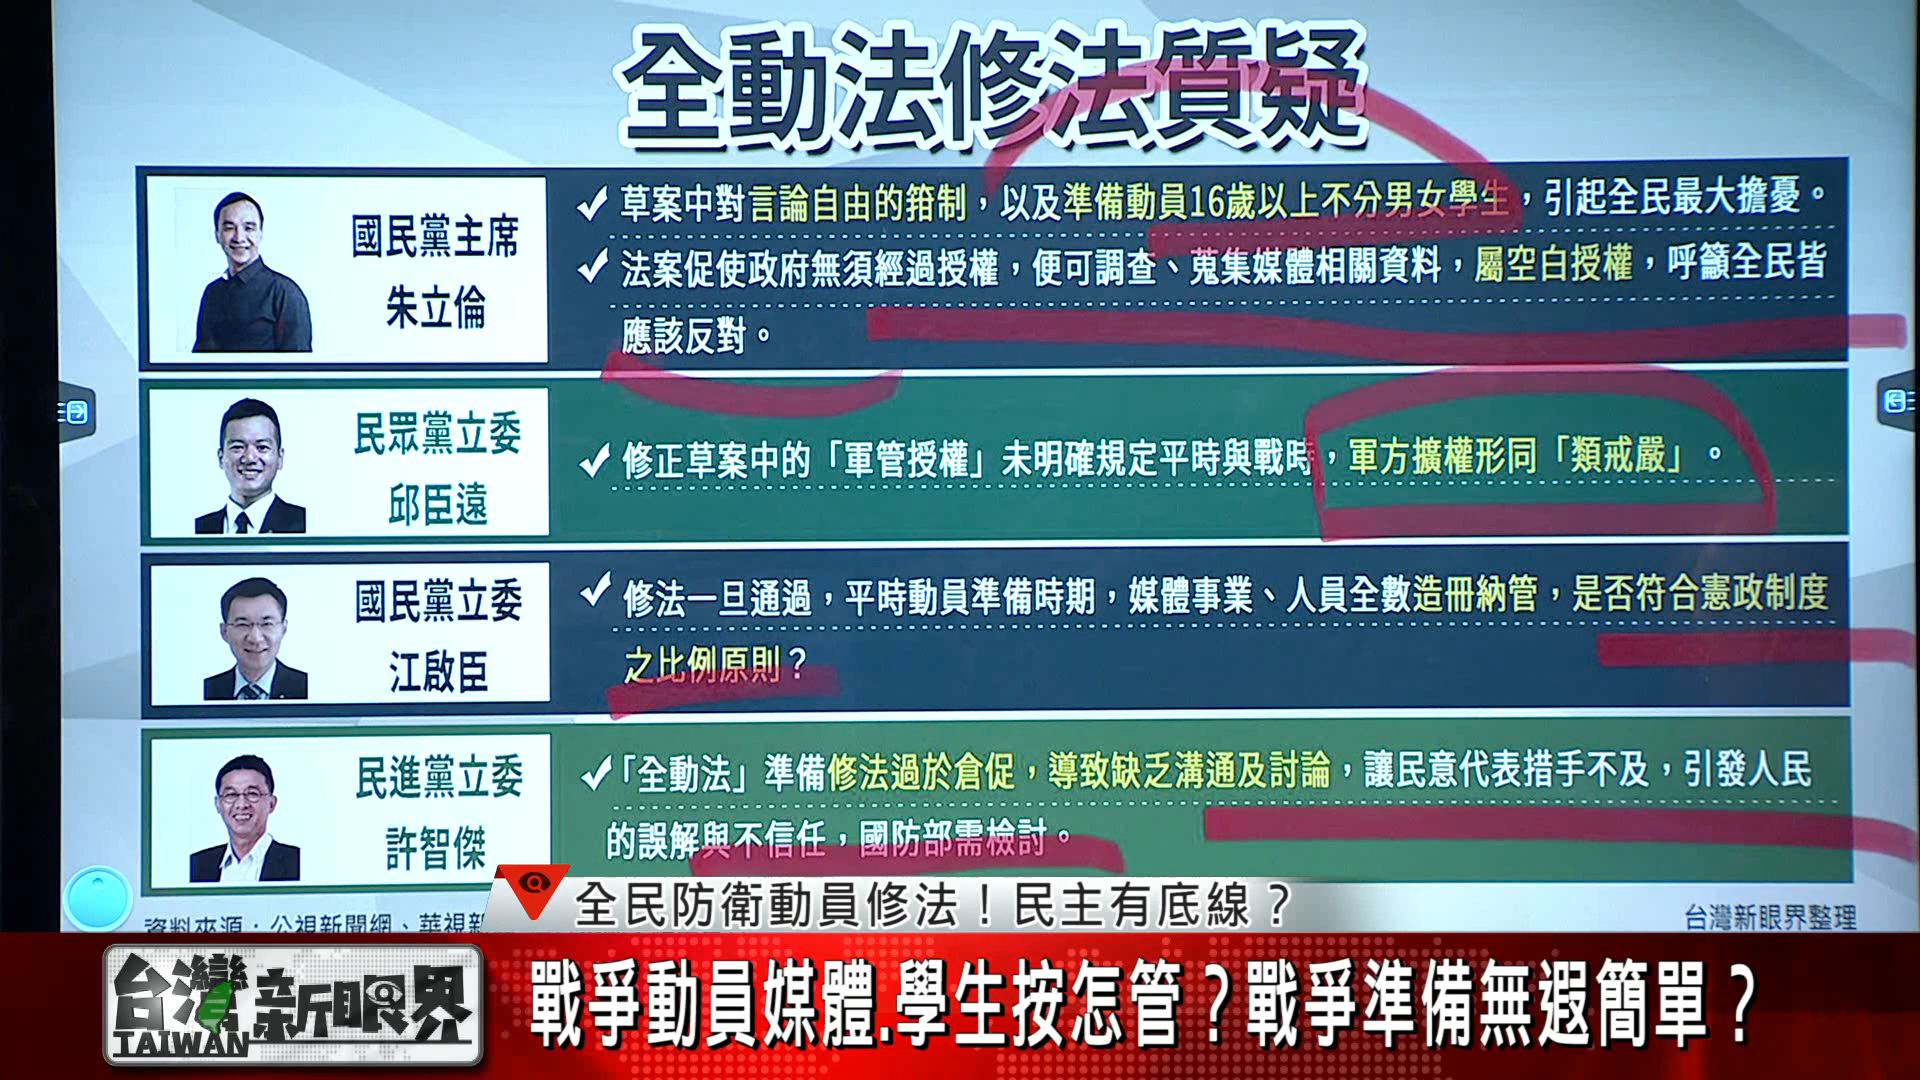 全動法修法質疑
國民黨主席
朱立倫
草案中對言論自由的箝制，以及準備動員16歲以上不分男女學生，引起全民最大擔憂。
法案促使政府無須經過授權，便可調查、蒐集媒體相關資料，屬空白授權，呼籲全民皆
應該反對。
民眾黨立委
邱臣遠
修正草案中的「軍管授權」未明確規定平時與戰時，軍方擴權形同「類戒嚴」。
國民黨立委
江啟臣
修法一旦通過，平時動員準備時期，媒體事業、人員全數造冊納管，是否符合憲政制度
之比例原則？
民進黨立委
許智傑
「全動法」準備修法過於倉促，導致缺乏溝通及討論，讓民意代表措手不及，引發人民
的誤解與不信任，國防部需檢討。
資料來源：公視新聞網、華視新
台灣新眼界整理
全民防衛動員修法！民主有底線？
台灣新眼界
TAIWAN
戰爭動員媒體.學生按怎管？戰爭準備無遐簡單？